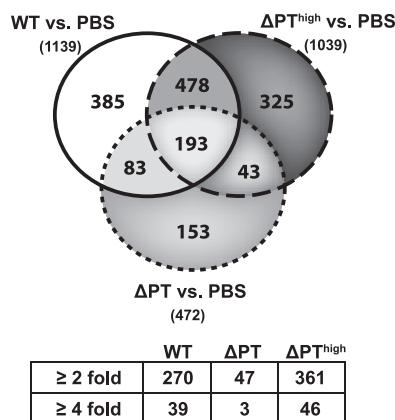 WT vs. PBS
(1139)
ΔPT^high vs. PBS
(1039)
385
478
325
193
83
43
153
ΔPT vs. PBS
(472)
WT ΔPT ΔPT^high
≥ 2 fold 270 47 361
≥ 4 fold 39 3 46